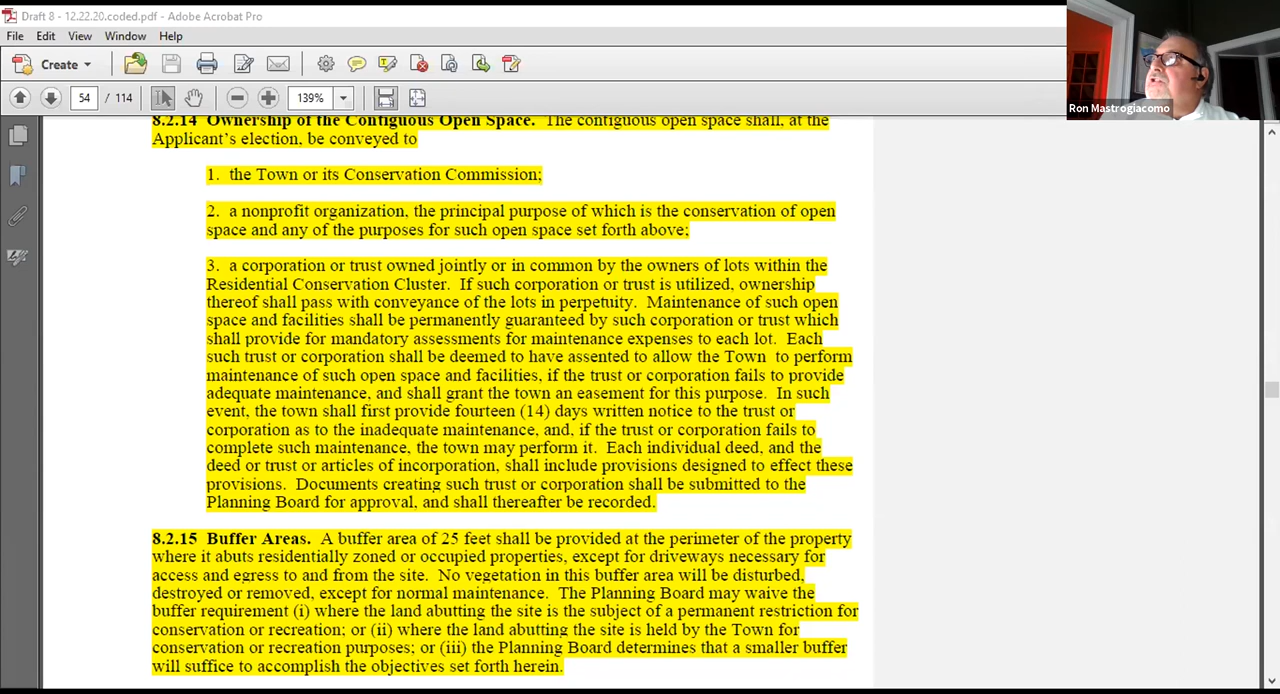 Draft 8 - 12.22.20.coded.pdf - Adobe Acrobat Pro
File Edit View Window Help
Create
54 / 114 139%
Ron Mastrogiacomo
8.2.14 Ownership of the Contiguous Open Space. The contiguous open space shall, at the
Applicant's election, be conveyed to
1. the Town or its Conservation Commission;
2. a nonprofit organization, the principal purpose of which is the conservation of open
space and any of the purposes for such open space set forth above;
3. a corporation or trust owned jointly or in common by the owners of lots within the
Residential Conservation Cluster. If such corporation or trust is utilized, ownership
thereof shall pass with conveyance of the lots in perpetuity. Maintenance of such open
space and facilities shall be permanently guaranteed by such corporation or trust which
shall provide for mandatory assessments for maintenance expenses to each lot. Each
such trust or corporation shall be deemed to have assented to allow the Town to perform
maintenance of such open space and facilities, if the trust or corporation fails to provide
adequate maintenance, and shall grant the town an easement for this purpose. In such
event, the town shall first provide fourteen (14) days written notice to the trust or
corporation as to the inadequate maintenance, and, if the trust or corporation fails to
complete such maintenance, the town may perform it. Each individual deed, and the
deed or trust or articles of incorporation, shall include provisions designed to effect these
provisions. Documents creating such trust or corporation shall be submitted to the
Planning Board for approval, and shall thereafter be recorded.
8.2.15 Buffer Areas. A buffer area of 25 feet shall be provided at the perimeter of the property
where it abuts residentially zoned or occupied properties, except for driveways necessary for
access and egress to and from the site. No vegetation in this buffer area will be disturbed,
destroyed or removed, except for normal maintenance. The Planning Board may waive the
buffer requirement (i) where the land abutting the site is the subject of a permanent restriction for
conservation or recreation; or (ii) where the land abutting the site is held by the Town for
conservation or recreation purposes; or (iii) the Planning Board determines that a smaller buffer
will suffice to accomplish the objectives set forth herein.